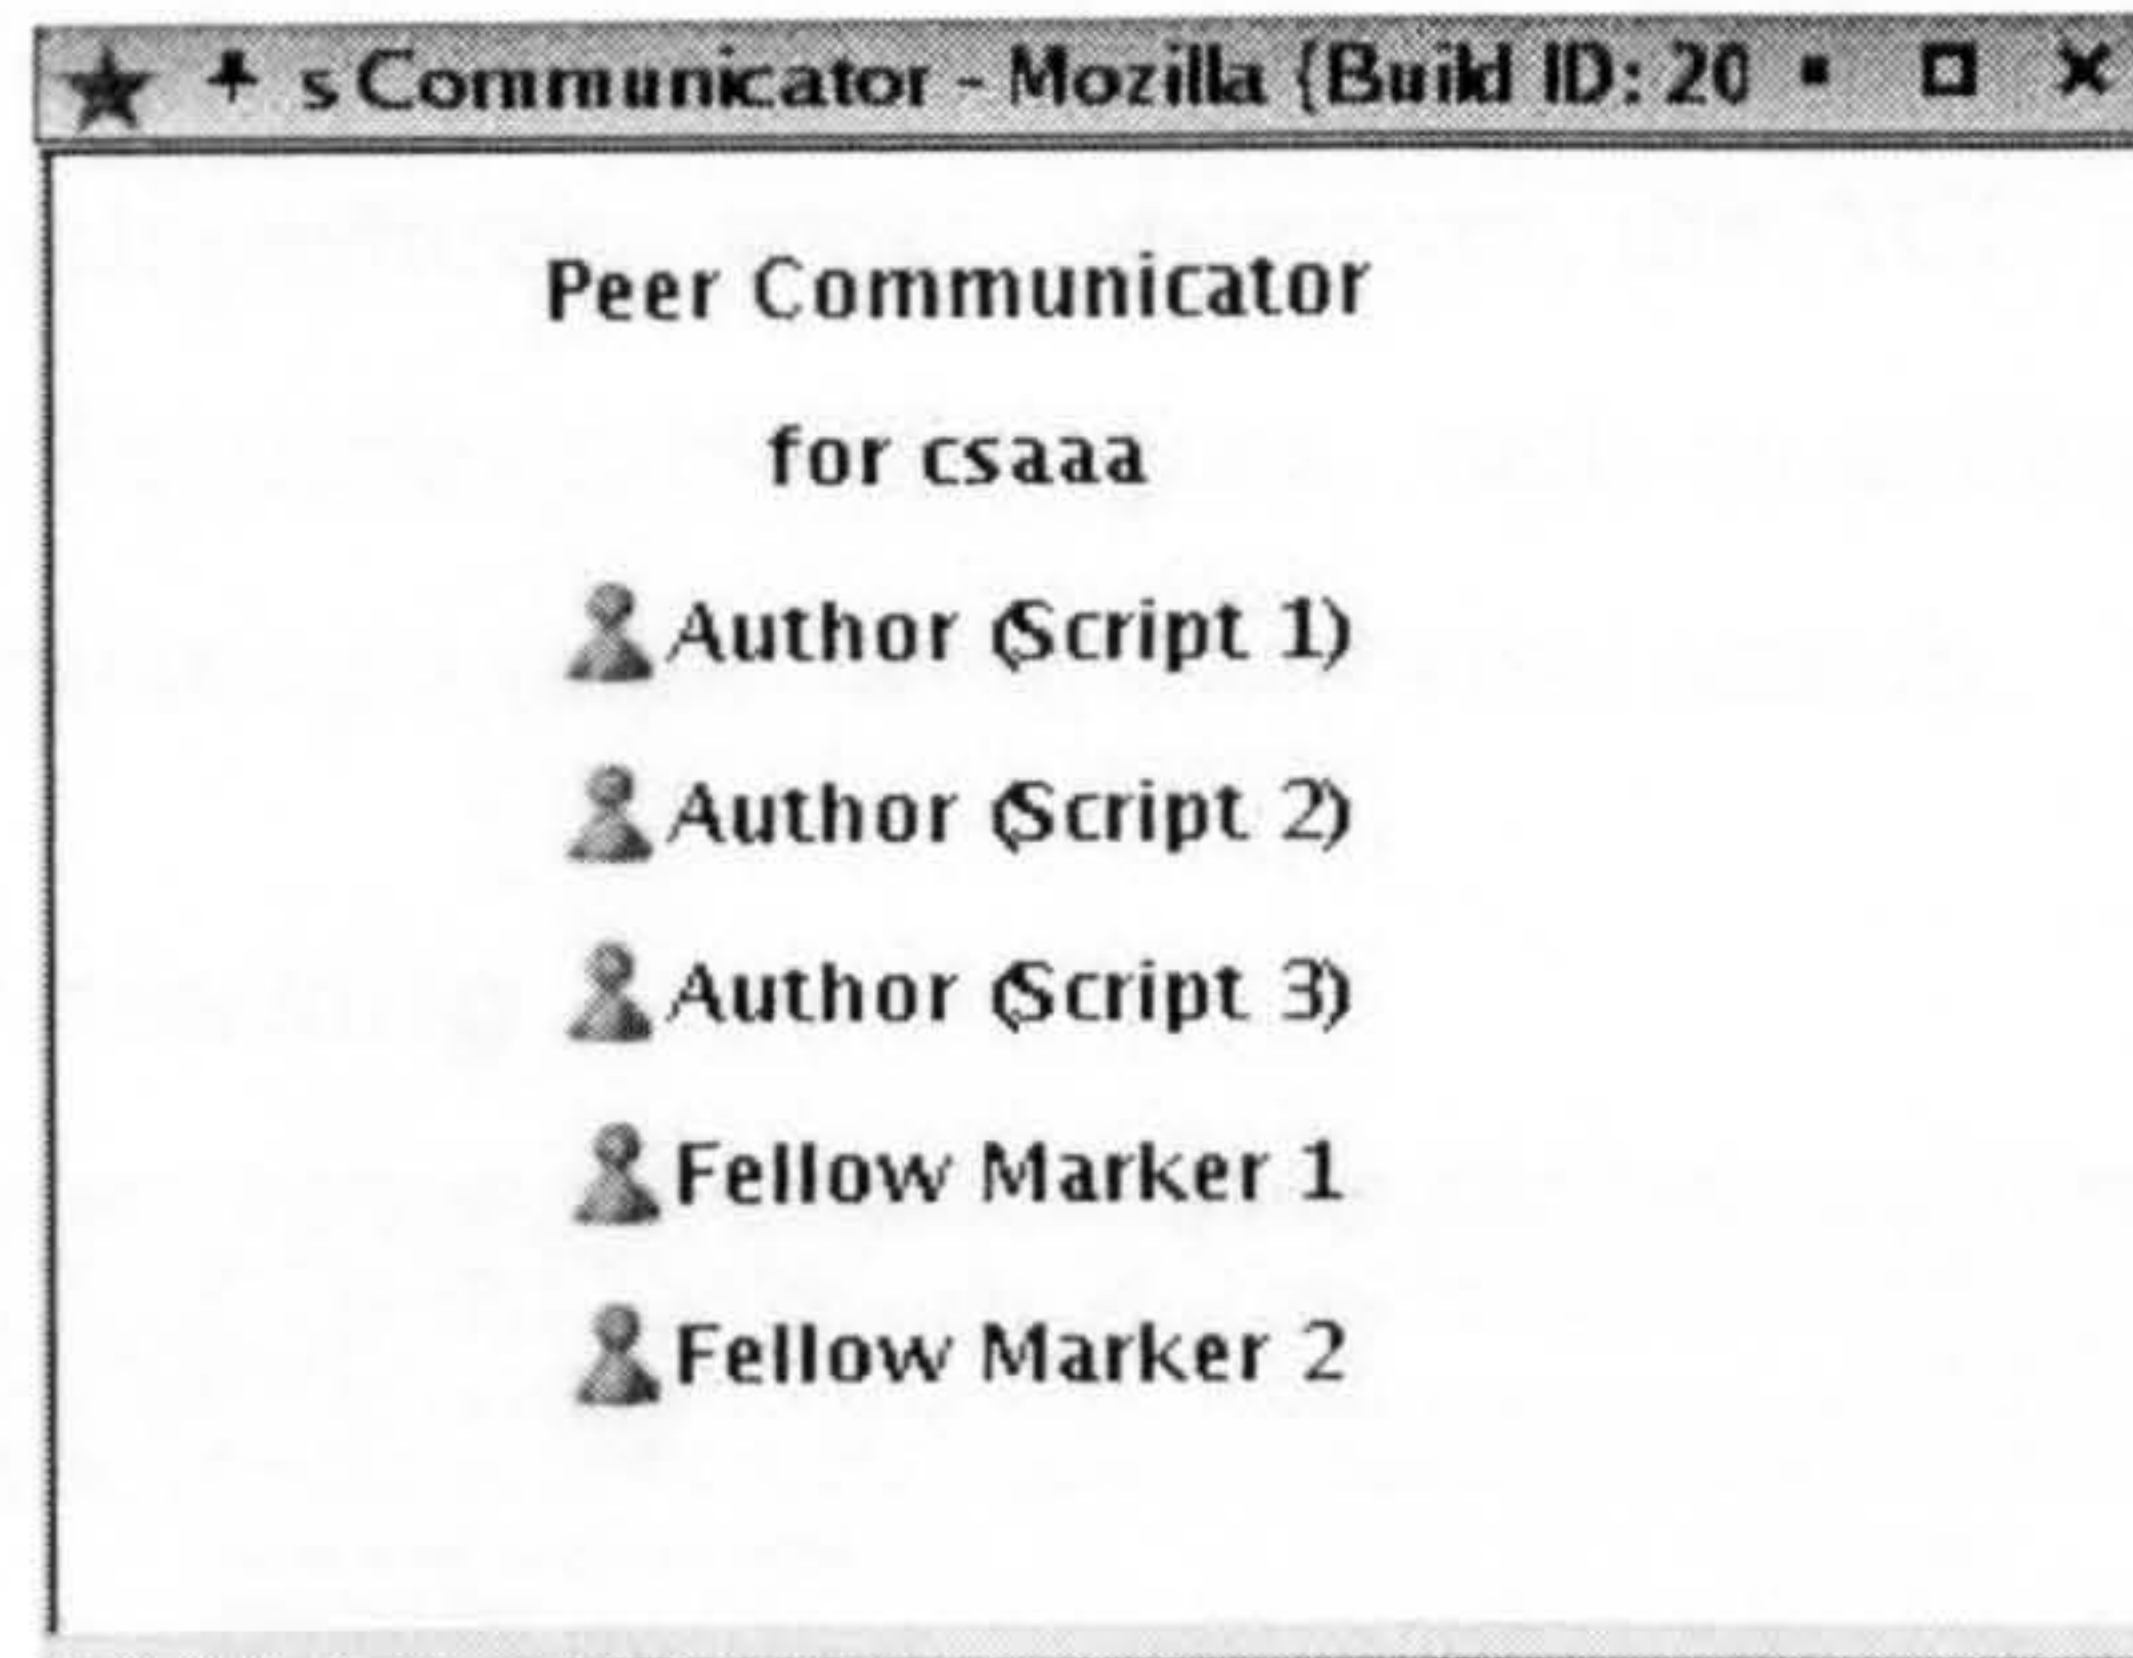 s Communicator - Mozilla {Build ID: 20
Peer Communicator
for csaaa
Author (Script 1)
Author (Script 2)
Author (Script 3)
Fellow Marker 1
Fellow Marker 2